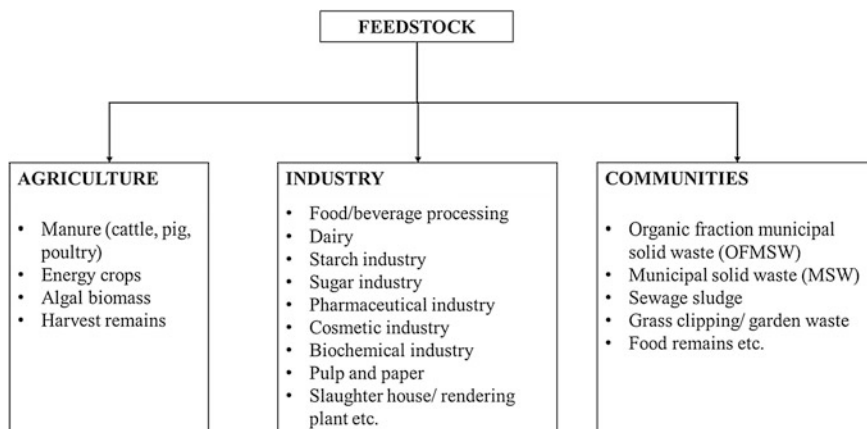 FEEDSTOCK
AGRICULTURE
• Manure (cattle, pig,
poultry)
• Energy crops
• Algal biomass
• Harvest remains
INDUSTRY
• Food/beverage processing
• Dairy
• Starch industry
• Sugar industry
• Pharmaceutical industry
• Cosmetic industry
• Biochemical industry
• Pulp and paper
• Slaughter house/ rendering
plant etc.
COMMUNITIES
• Organic fraction municipal
solid waste (OFMSW)
• Municipal solid waste (MSW)
• Sewage sludge
• Grass clipping/ garden waste
• Food remains etc.